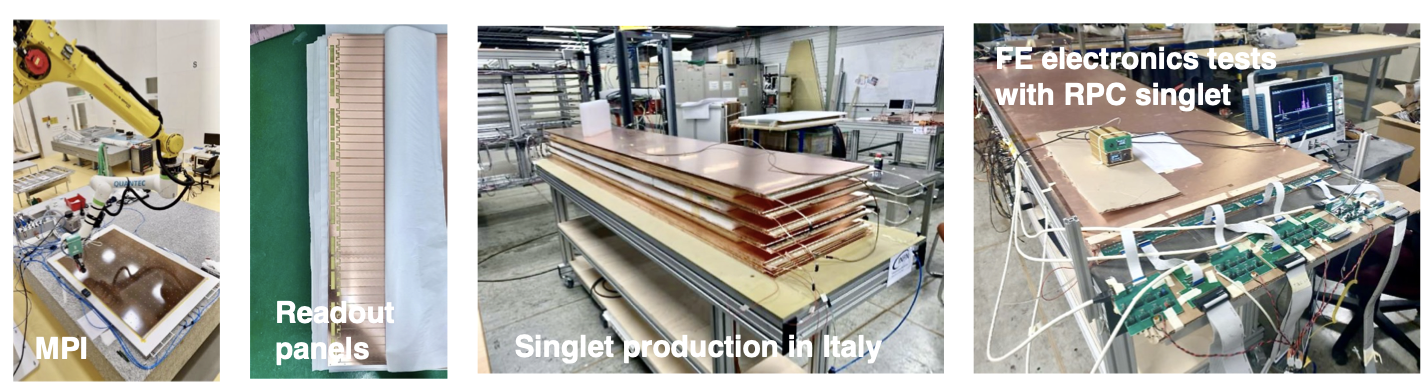 MPI
Readout
panels
Singlet production in Italy
FE electronics tests
with RPC singlet